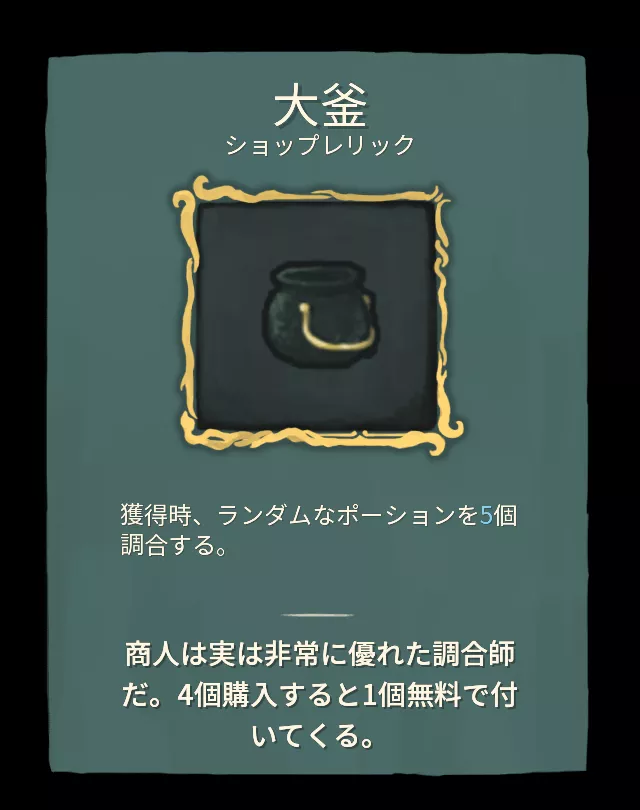 大釜
ショップレリック
獲得時、ランダムなポーションを5個
調合する。
商人は実は非常に優れた調合師
だ。4個購入すると1個無料で付
いてくる。